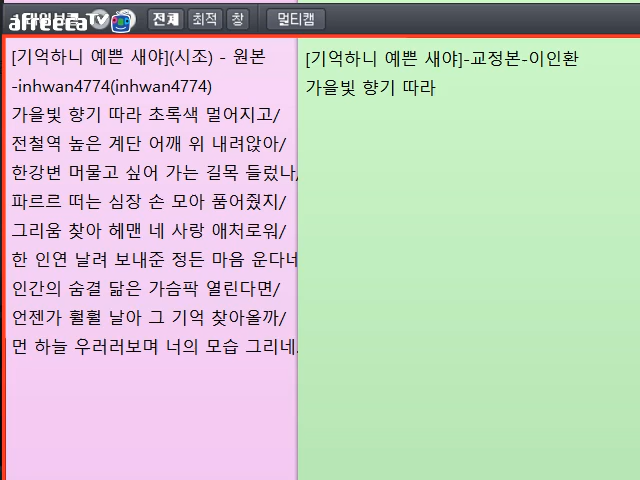 afreecaTV
전체 최적 창 멀티캠
[기억하니 예쁜 새야](시조) - 원본
-inhwan4774(inhwan4774)
가을빛 향기 따라 초록색 멀어지고/
전철역 높은 계단 어깨 위 내려앉아/
한강변 머물고 싶어 가는 길목 들렀나/
파르르 떠는 심장 손 모아 품어줬지/
그리움 찾아 헤맨 네 사랑 애처로워/
한 인연 날려 보내준 정든 마음 운다네
인간의 숨결 닮은 가슴팍 열린다면/
언젠가 훨훨 날아 그 기억 찾아올까/
먼 하늘 우러러보며 너의 모습 그리네.
[기억하니 예쁜 새야]-교정본-이인환
가을빛 향기 따라